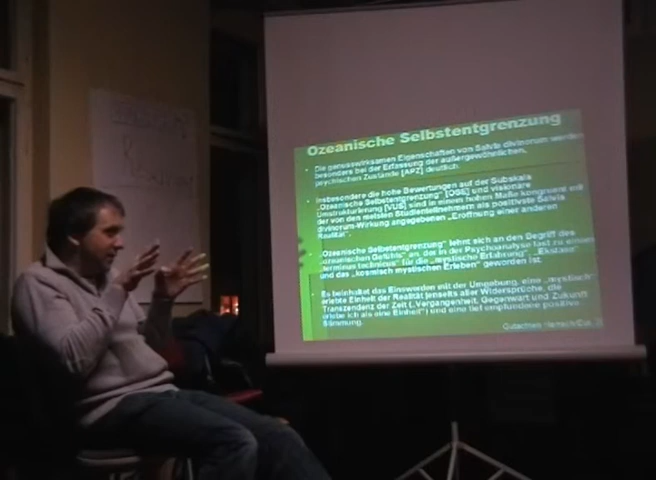 Ozeanische Selbstentgrenzung
Die genusswirksamen Eigenschaften von Salvia divinorum werden
besonders bei der Erfassung der außergewöhnlichen,
psychischen Zustände [APZ] deutlich
Insbesondere die hohe Bewertungen auf der Subskala
„Ozeanische Selbstentgrenzung" [OSE] und visionäre
Umstrukturierung [VUS] sind in einem hohen Maße kongruent mit
der von den meisten Studienteilnehmern als positivste Salvia
divinorum-Wirkung angegebenen „Eröffnung einer anderen
Realität".
„Ozeanische Selbstentgrenzung" lehnt sich an den Begriff des
„ozeanischen Gefühls" an, der in der Psychoanalyse fast zu einem
„terminus technicus" für die „mystische Erfahrung", „Ekstase"
und das „kosmisch mystischen Erleben" geworden ist.
Es beinhaltet das Einswerden mit der Umgebung, eine „mystisch"
erlebte Einheit der Realität jenseits aller Widersprüche, die
Transzendenz der Zeit („Vergangenheit, Gegenwart und Zukunft
erlebe ich als eine Einheit") und eine tief empfundene positive
Stimmung.
Gutachten